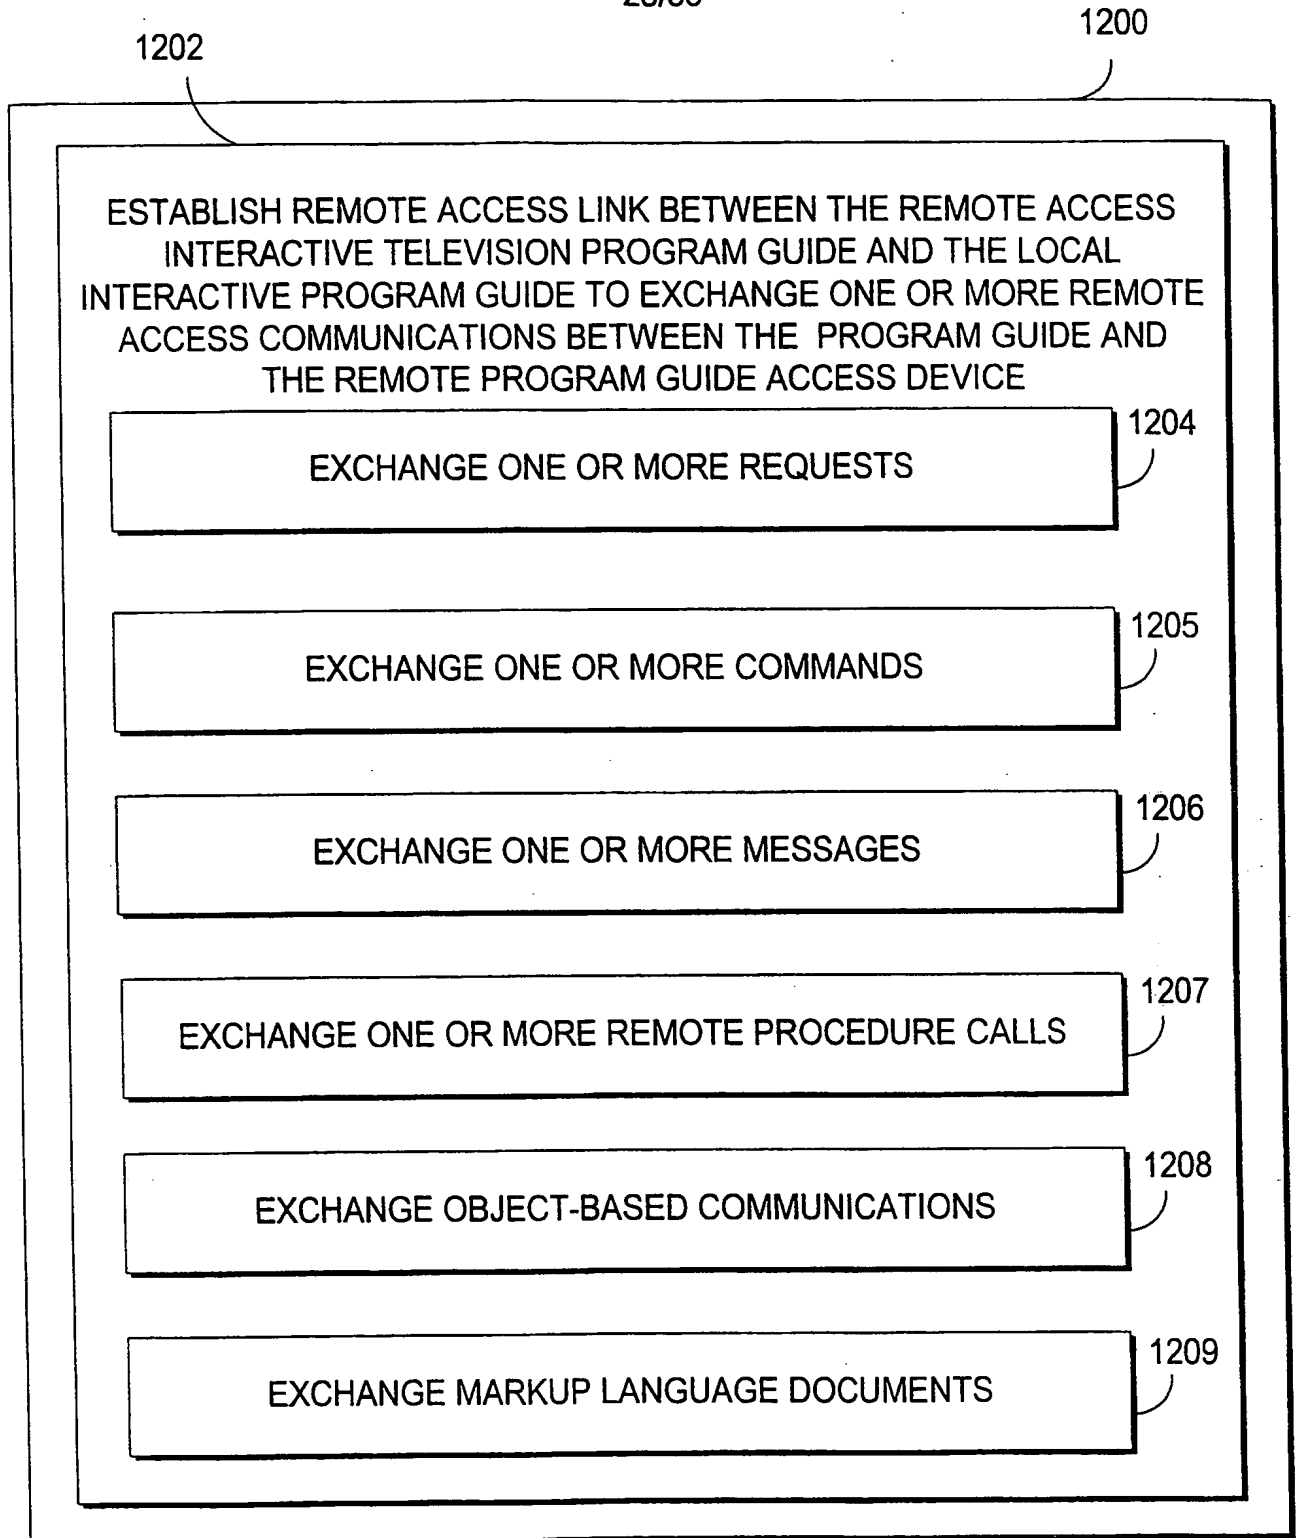 1202
1200
ESTABLISH REMOTE ACCESS LINK BETWEEN THE REMOTE ACCESS
INTERACTIVE TELEVISION PROGRAM GUIDE AND THE LOCAL
INTERACTIVE PROGRAM GUIDE TO EXCHANGE ONE OR MORE REMOTE
ACCESS COMMUNICATIONS BETWEEN THE PROGRAM GUIDE AND
THE REMOTE PROGRAM GUIDE ACCESS DEVICE
1204
EXCHANGE ONE OR MORE REQUESTS
1205
EXCHANGE ONE OR MORE COMMANDS
1206
EXCHANGE ONE OR MORE MESSAGES
1207
EXCHANGE ONE OR MORE REMOTE PROCEDURE CALLS
1208
EXCHANGE OBJECT-BASED COMMUNICATIONS
1209
EXCHANGE MARKUP LANGUAGE DOCUMENTS